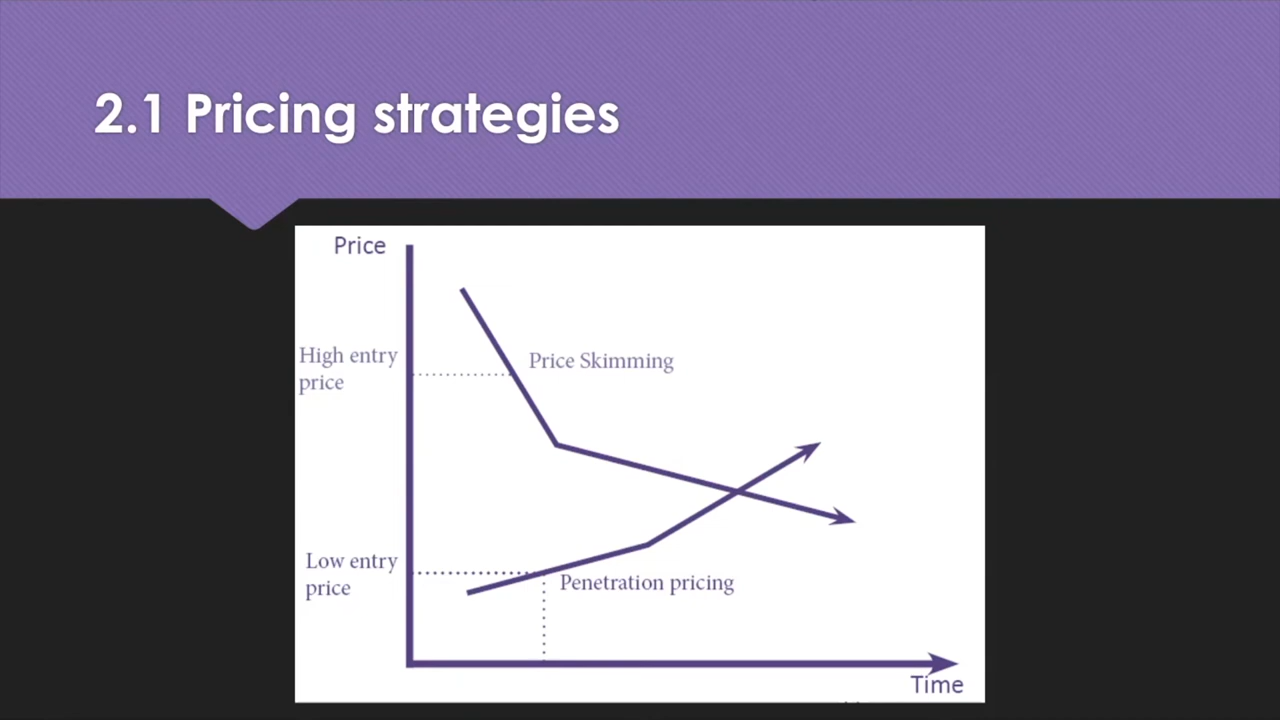 2.1 Pricing strategies
Price
High entry
price
Price Skimming
Low entry
price
Penetration pricing
Time